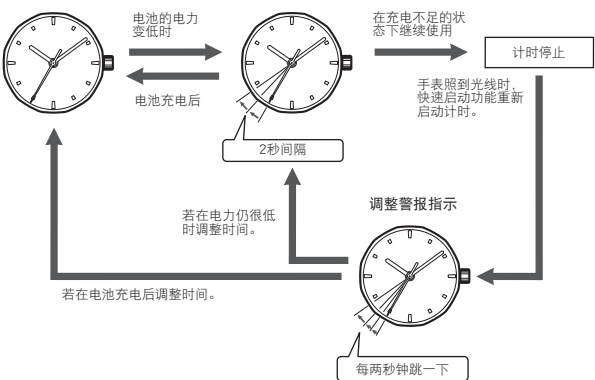 电池的电力
变低时
在充电不足的状
态下继续使用
计时停止
电池充电后
手表照到光线时，
快速启动功能重新
启动计时。
2秒间隔
调整警报指示
若在电力仍很低
时调整时间。
若在电池充电后调整时间。
每两秒钟跳一下